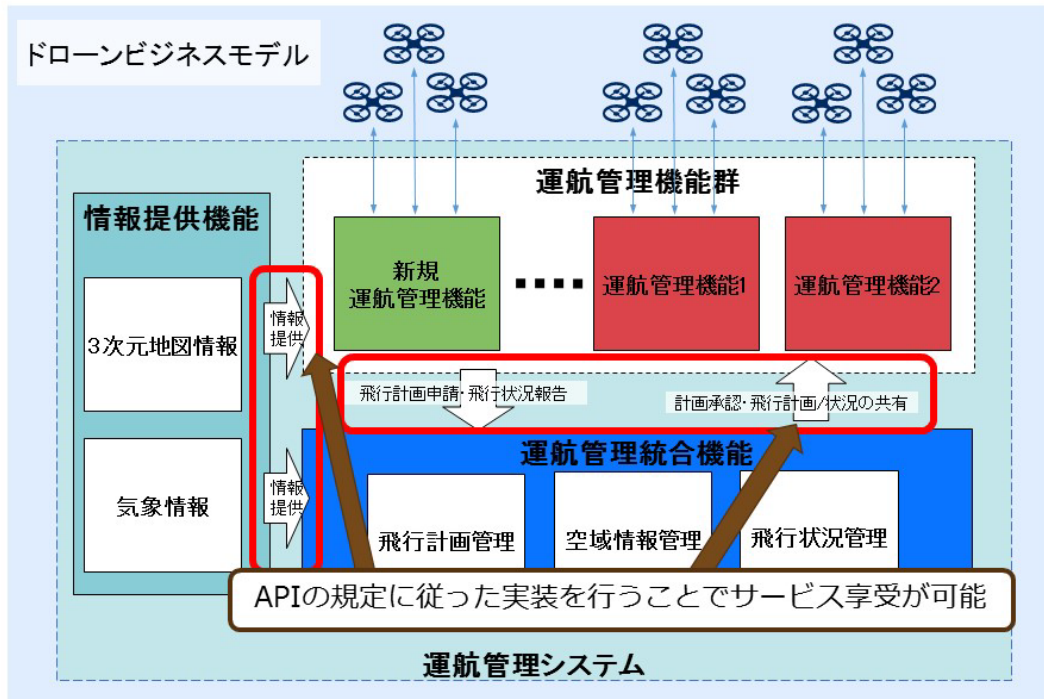 ドローンビジネスモデル
運航管理機能群
情報提供機能
新規
運航管理機能
運航管理機能1
運航管理機能2
3次元地図情報
情報
提供
飛行計画申請・飛行状況報告
計画承認・飛行計画/状況の共有
運航管理統合機能
気象情報
情報
提供
飛行計画管理
空域情報管理
飛行状況管理
APIの規定に従った実装を行うことでサービス享受が可能
運航管理システム